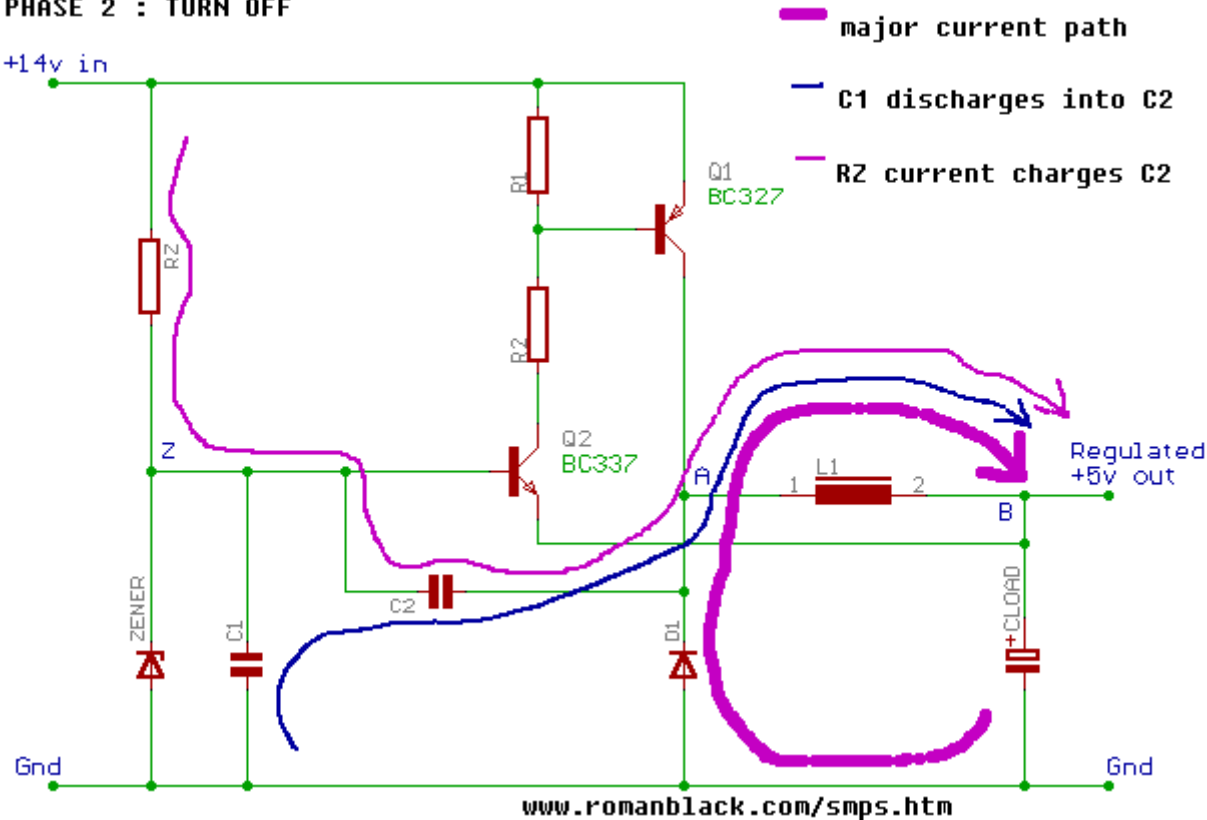 PHASE 2 : TURN OFF
major current path
+14v in
C1 discharges into C2
RZ current charges C2
R1
Q1
BC327
RZ
R2
Q2
BC337
Z
A
L1
1
2
Regulated
+5v out
B
ZENER
C1
C2
D1
+CLOAD
Gnd
Gnd
www.romanblack.com/smps.htm